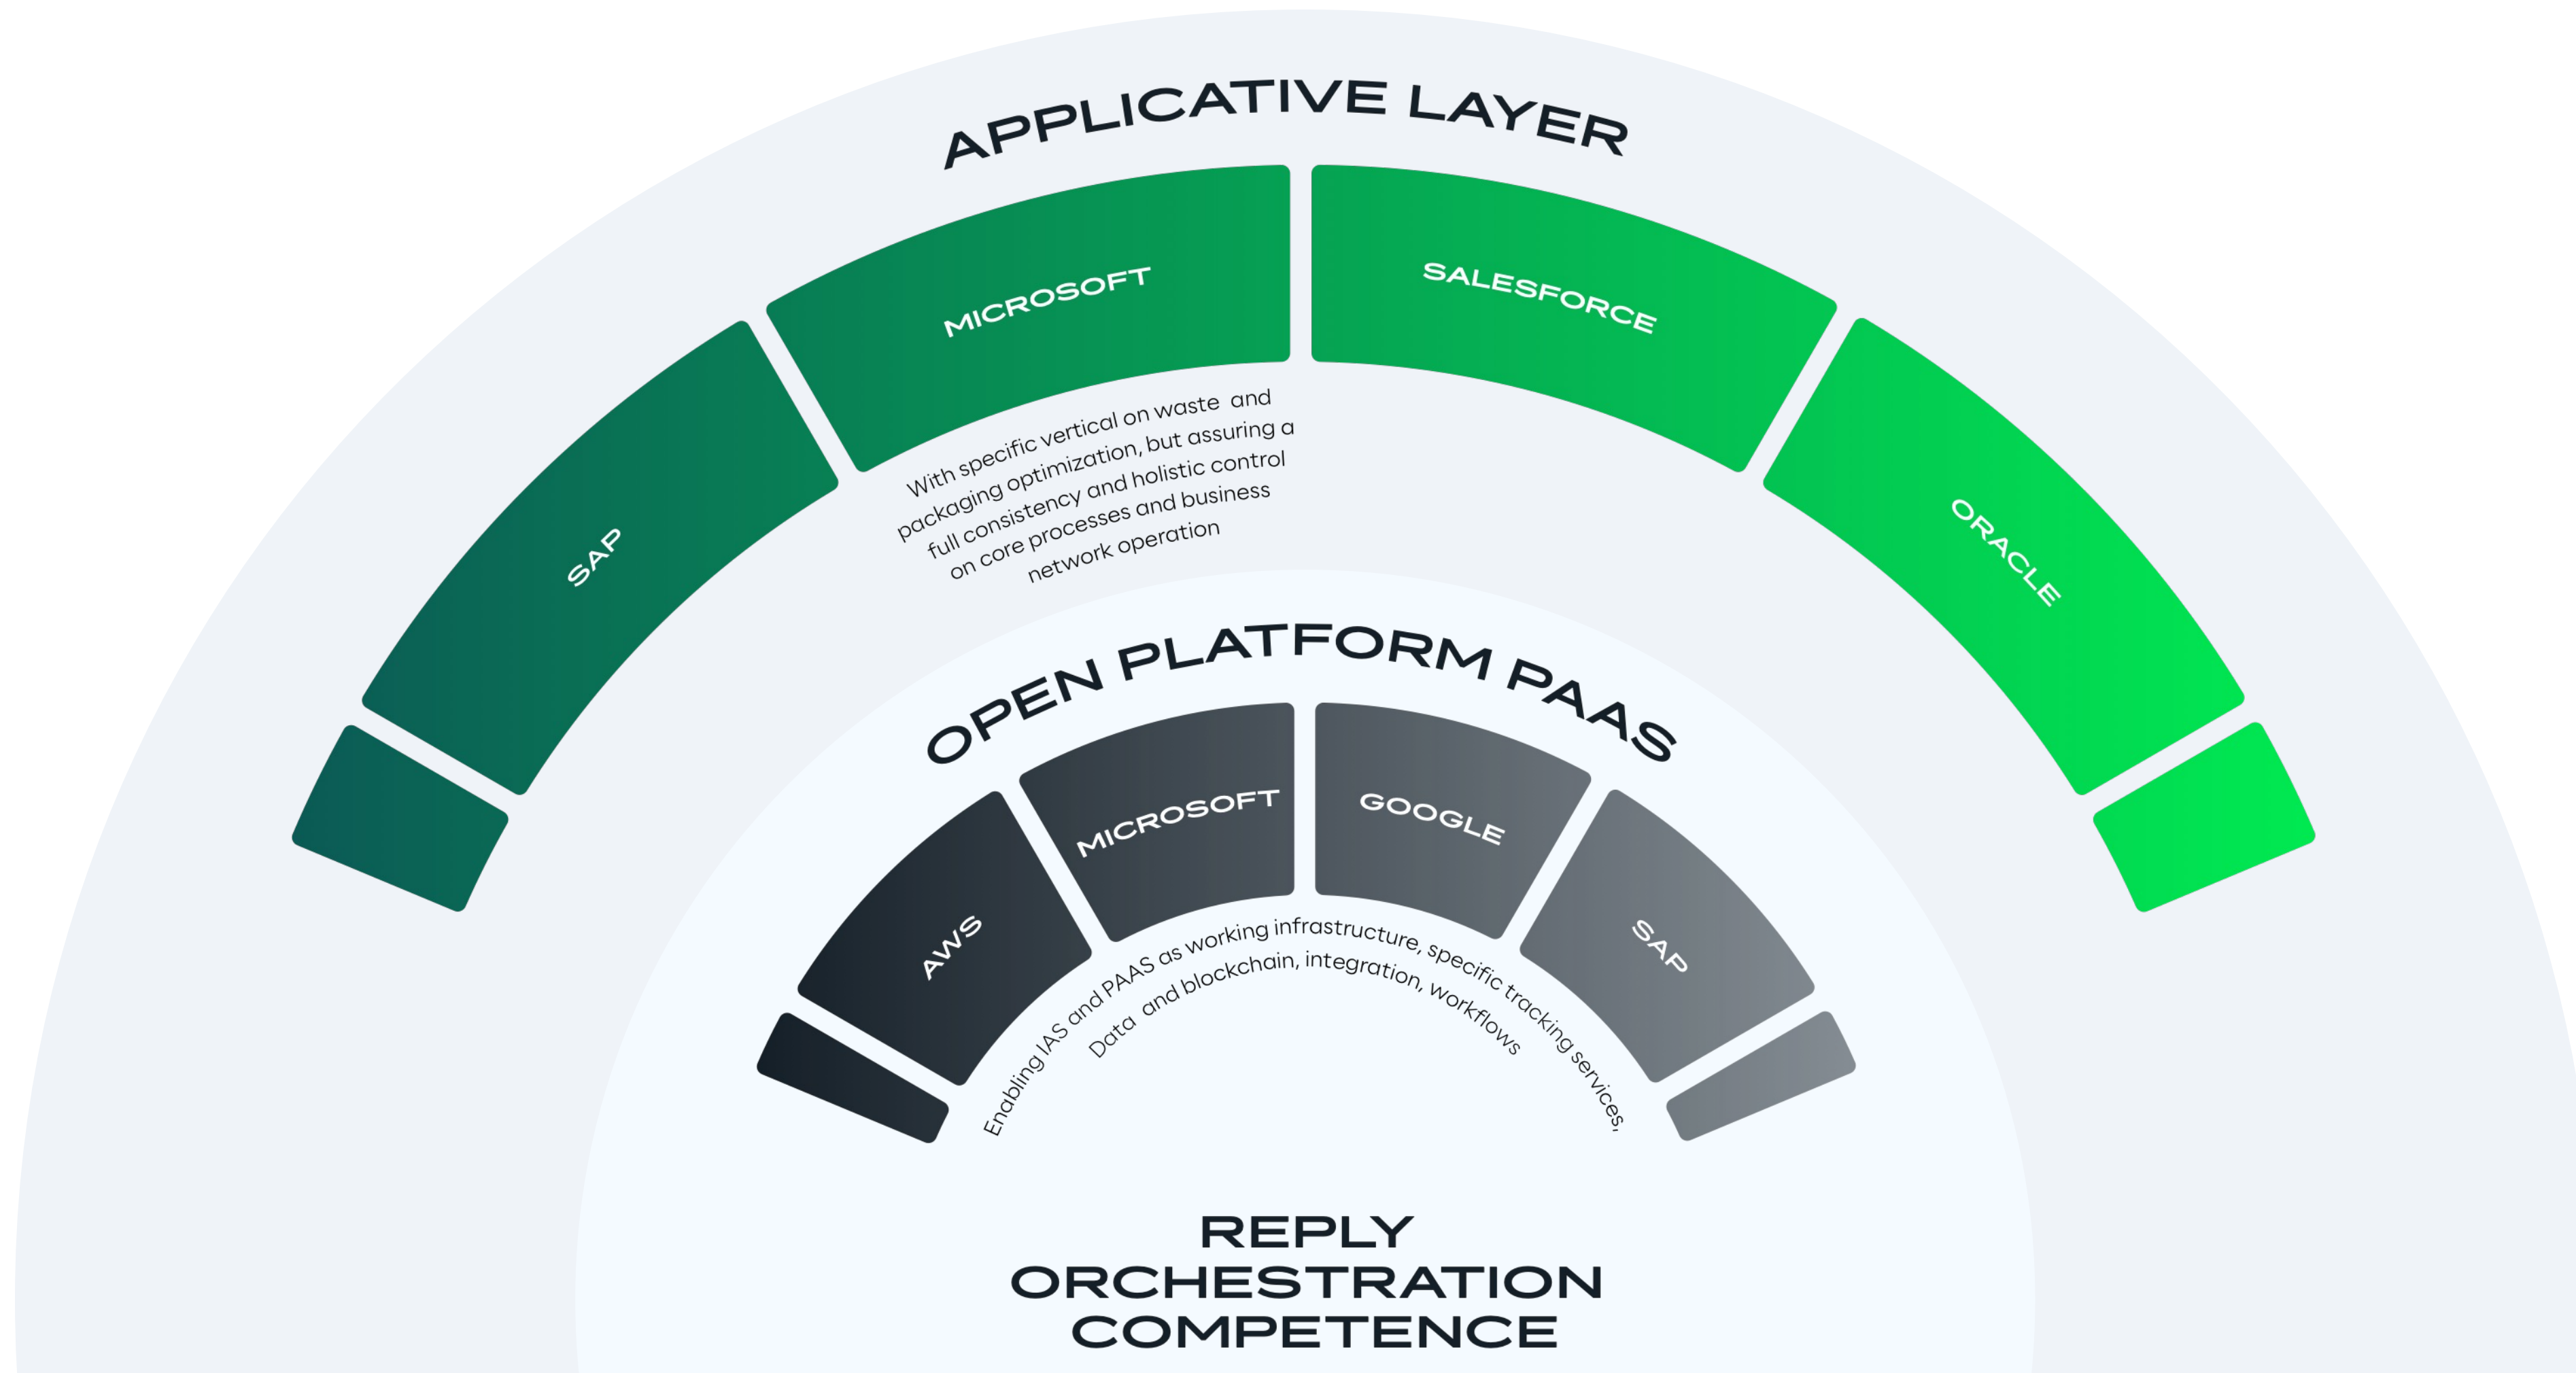 APPLICATIVE LAYER
SAP
MICROSOFT
SALESFORCE
ORACLE
With specific vertical on waste and
packaging optimization, but assuring a
full consistency and holistic control
on core processes and business
network operation
OPEN PLATFORM PAAS
AWS
MICROSOFT
GOOGLE
SAP
Enabling IAS and PAAS as working infrastructure, specific tracking services,
Data and blockchain, integration, workflows
REPLY
ORCHESTRATION
COMPETENCE